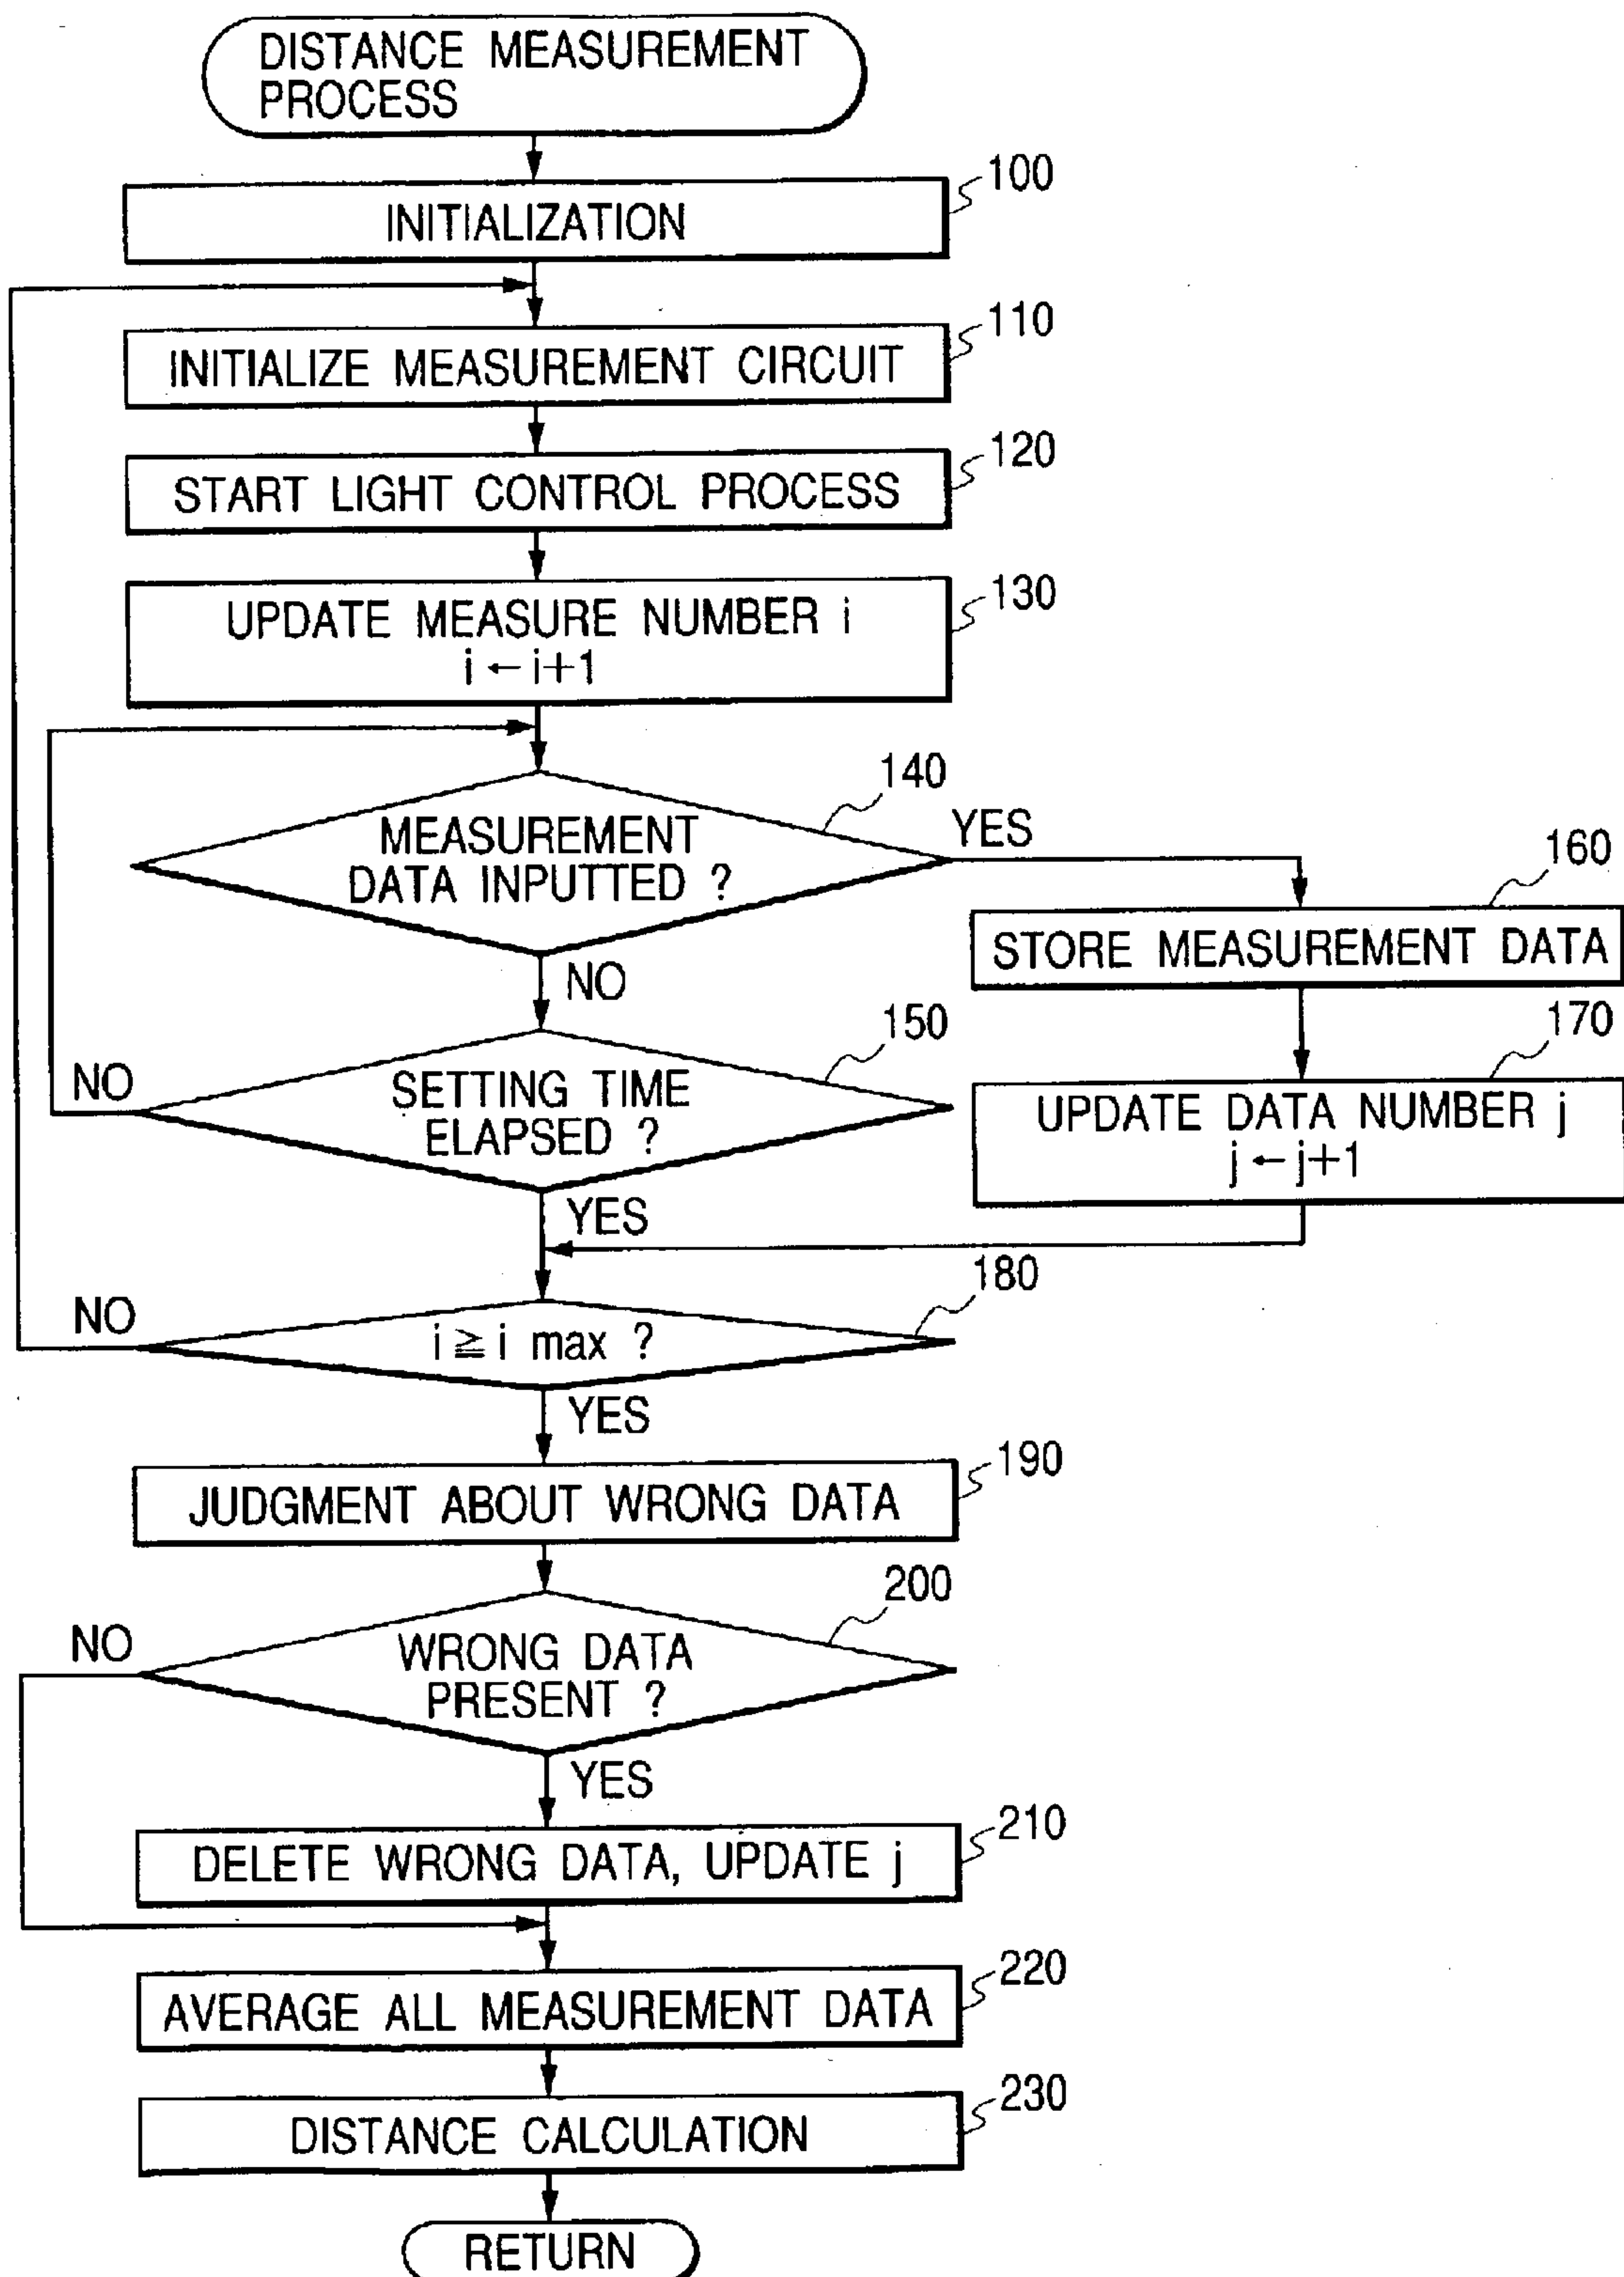 DISTANCE MEASUREMENT
PROCESS
100
INITIALIZATION
110
INITIALIZE MEASUREMENT CIRCUIT
120
START LIGHT CONTROL PROCESS
130
UPDATE MEASURE NUMBER i
i ← i+1
140
MEASUREMENT
DATA INPUTTED ?
YES
NO
160
STORE MEASUREMENT DATA
150
SETTING TIME
ELAPSED ?
NO
YES
170
UPDATE DATA NUMBER j
j ← j+1
180
i ≧ i max ?
NO
YES
190
JUDGMENT ABOUT WRONG DATA
200
WRONG DATA
PRESENT ?
NO
YES
210
DELETE WRONG DATA, UPDATE j
220
AVERAGE ALL MEASUREMENT DATA
230
DISTANCE CALCULATION
RETURN